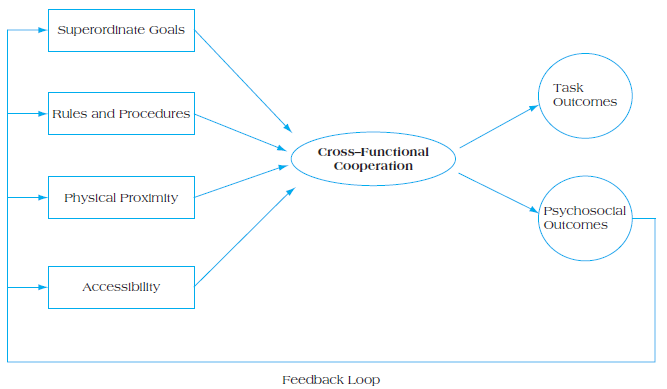 Superordinate Goals
Rules and Procedures
Physical Proximity
Accessibility
Cross–Functional
Cooperation
Task
Outcomes
Psychosocial
Outcomes
Feedback Loop